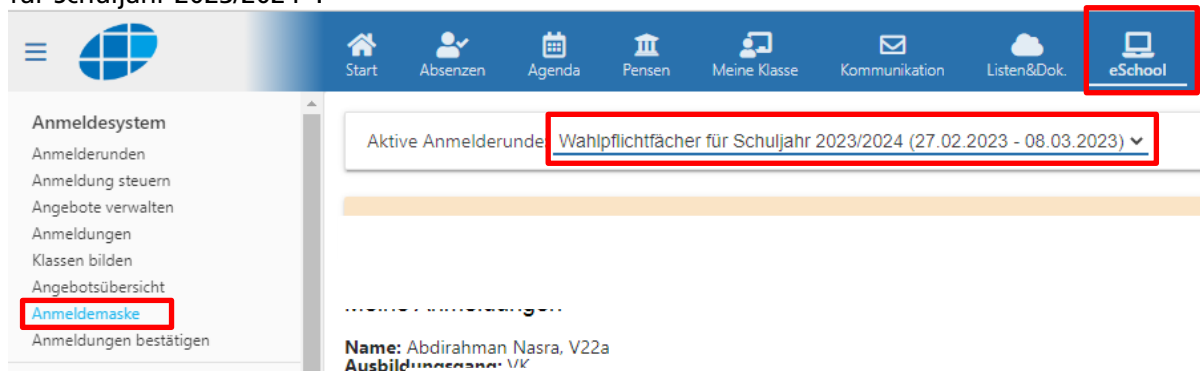 für Schuljahr 2023/2024".
Start Absenzen Agenda Pensen Meine Klasse Kommunikation Listen&Dok. eSchool
Anmeldesystem
Aktive Anmelderunde: Wahlpflichtfächer für Schuljahr 2023/2024 (27.02.2023 - 08.03.2023)
Anmelderunden
Anmeldung steuern
Angebote verwalten
Anmeldungen
Klassen bilden
Angebotsübersicht
Anmeldemaske
Meine Anmeldungen
Anmeldungen bestätigen
Name: Abdirahman Nasra, V22a
Ausbildungsgang: VK